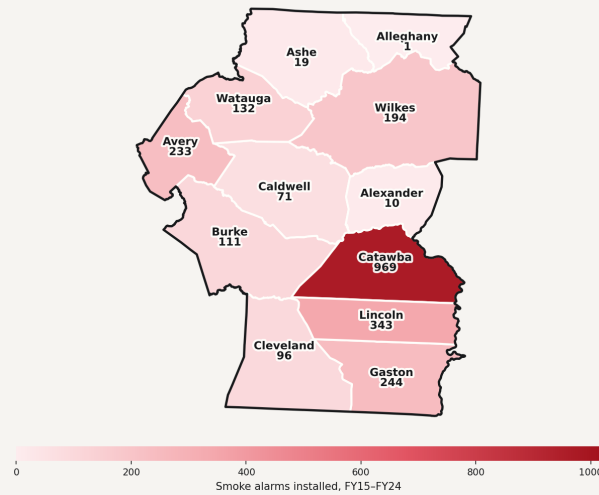 Alleghany
1
Ashe
19
Watauga
132
Wilkes
194
Avery
233
Caldwell
71
Alexander
10
Burke
111
Catawba
969
Lincoln
343
Cleveland
96
Gaston
244
0 200 400 600 800 1000
Smoke alarms installed, FY15–FY24